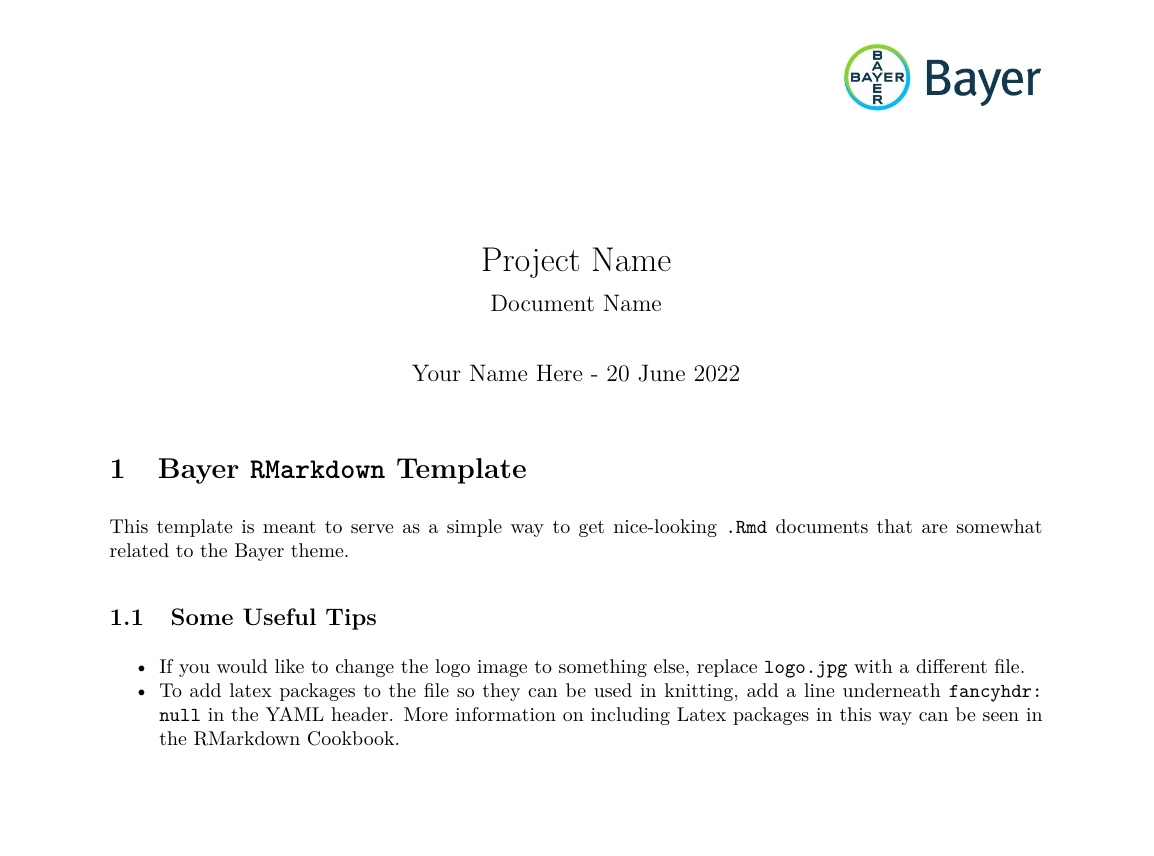 BAYER
BAYER
Bayer
Project Name
Document Name
Your Name Here - 20 June 2022
1 Bayer RMarkdown Template
This template is meant to serve as a simple way to get nice-looking .Rmd documents that are somewhat
related to the Bayer theme.
1.1 Some Useful Tips
• If you would like to change the logo image to something else, replace logo.jpg with a different file.
• To add latex packages to the file so they can be used in knitting, add a line underneath fancyhdr:
null in the YAML header. More information on including Latex packages in this way can be seen in
the RMarkdown Cookbook.